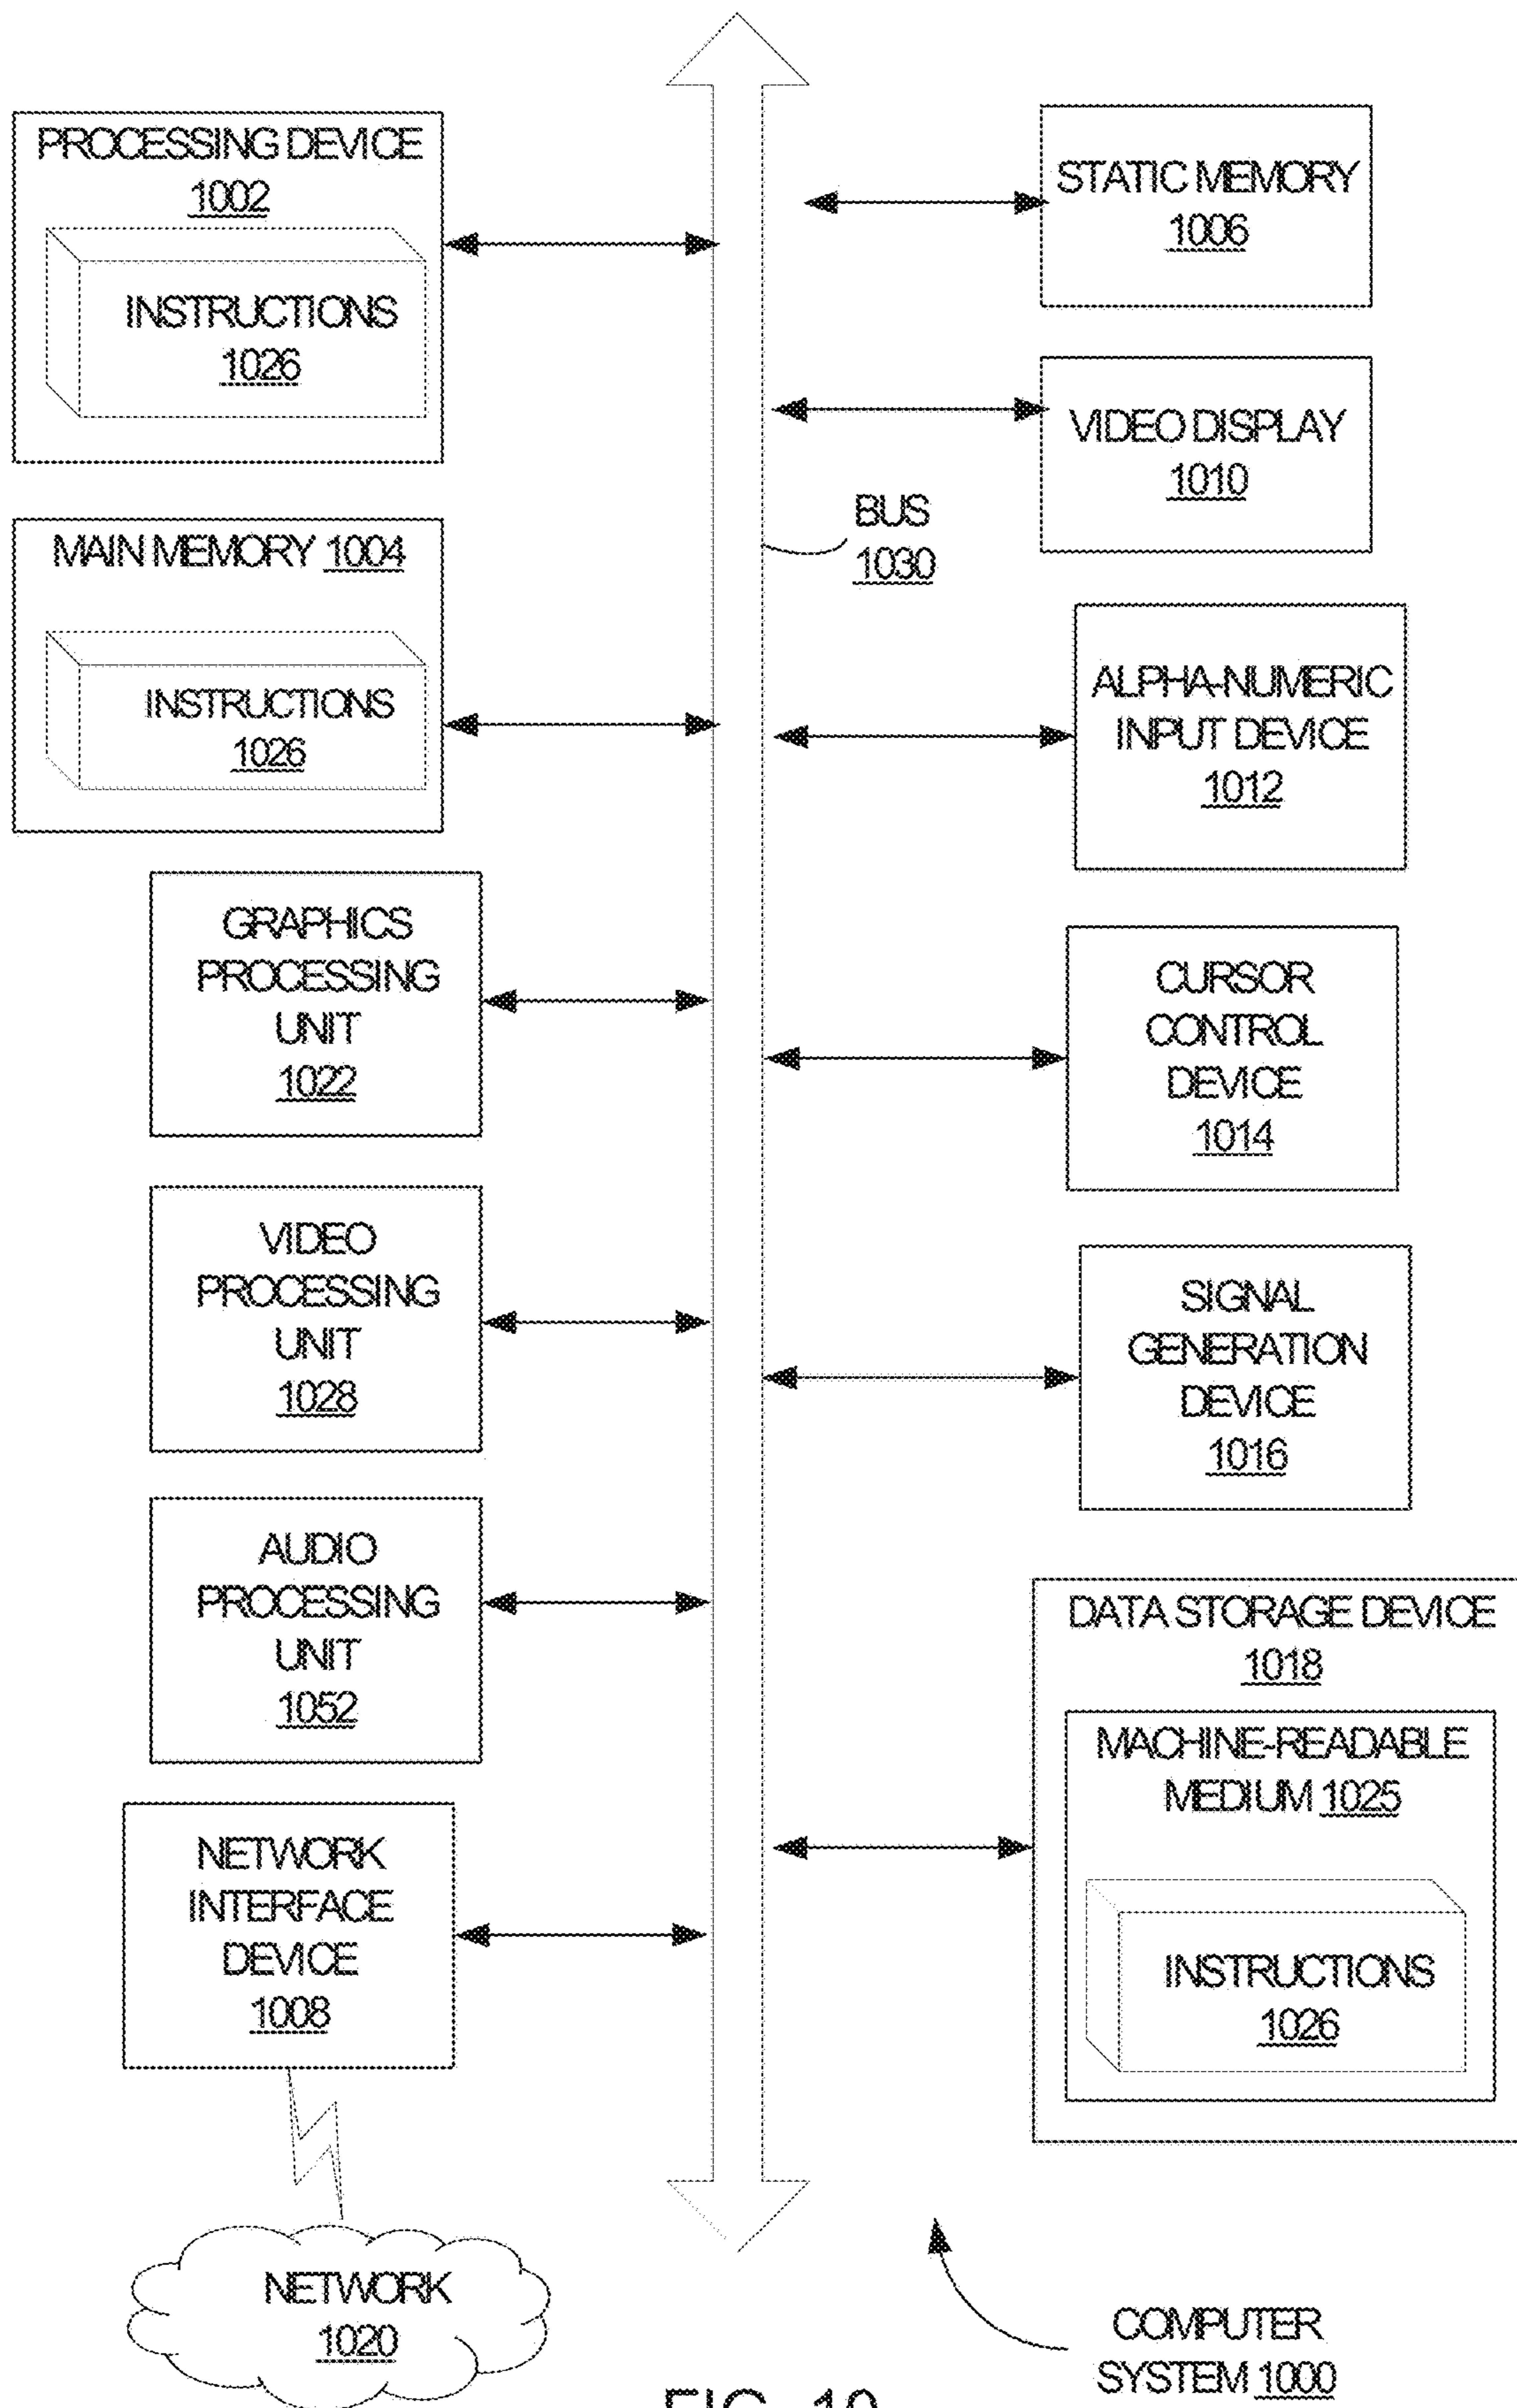 PROCESSING DEVICE
1002
INSTRUCTIONS
1026
MAIN MEMORY 1004
INSTRUCTIONS
1026
GRAPHICS
PROCESSING
UNIT
1022
VIDEO
PROCESSING
UNIT
1028
AUDIO
PROCESSING
UNIT
1052
NETWORK
INTERFACE
DEVICE
1008
NETWORK
1020
BUS
1030
STATIC MEMORY
1006
VIDEO DISPLAY
1010
ALPHA-NUMERIC
INPUT DEVICE
1012
CURSOR
CONTROL
DEVICE
1014
SIGNAL
GENERATION
DEVICE
1016
DATA STORAGE DEVICE
1018
MACHINE-READABLE
MEDIUM 1025
INSTRUCTIONS
1026
COMPUTER
SYSTEM 1000
FIG. 10